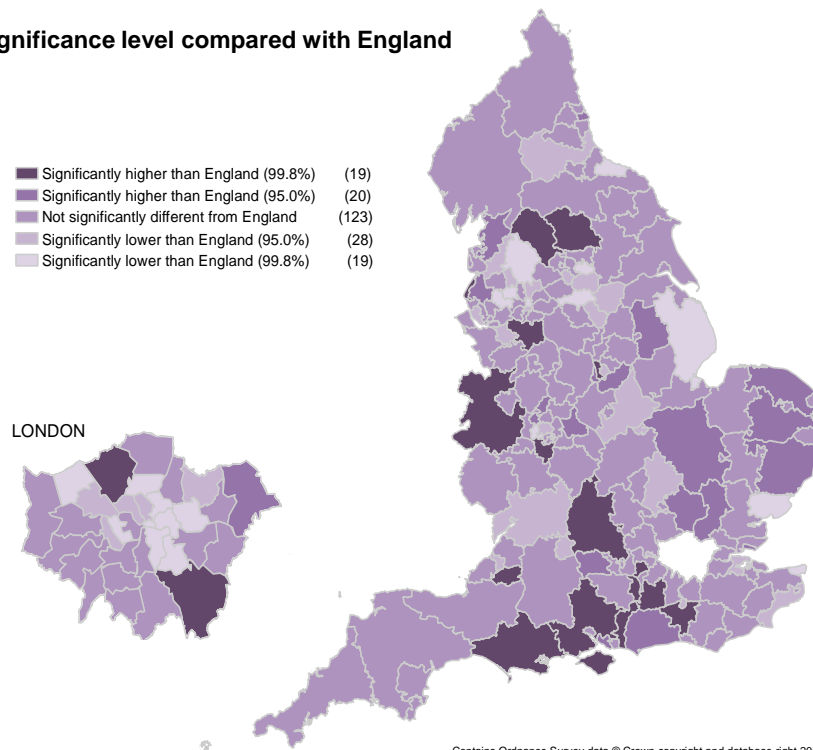 gnificance level compared with England
Significantly higher than England (99.8%) (19)
Significantly higher than England (95.0%) (20)
Not significantly different from England (123)
Significantly lower than England (95.0%) (28)
Significantly lower than England (99.8%) (19)
LONDON
Contains Ordnance Survey data © Crown copyright and database right 20